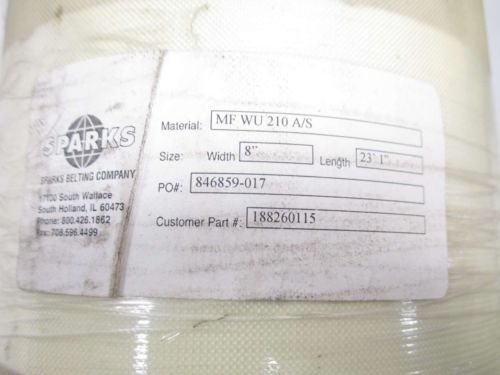 SPARKS
SPARKS BELTING COMPANY
South Wallace
South Holland, IL 60473
Phone: 800.426.1862
Fax: 708.596.4499
Material: MF WU 210 A/S
Size: Width 8" Length 23' 1"
PO#: 846859-017
Customer Part #: 188260115